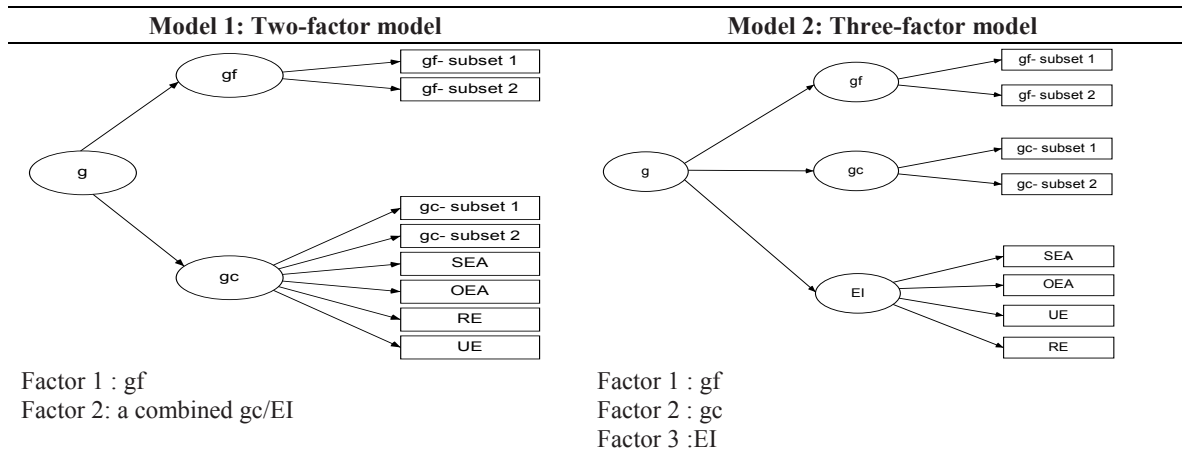 Model 1: Two-factor model
gf
gf- subset 1
gf- subset 2
g
gc
gc- subset 1
gc- subset 2
SEA
OEA
RE
UE
Factor 1 : gf
Factor 2: a combined gc/EI
Model 2: Three-factor model
gf
gf- subset 1
gf- subset 2
g
gc
gc- subset 1
gc- subset 2
EI
SEA
OEA
UE
RE
Factor 1 : gf
Factor 2 : gc
Factor 3 :EI